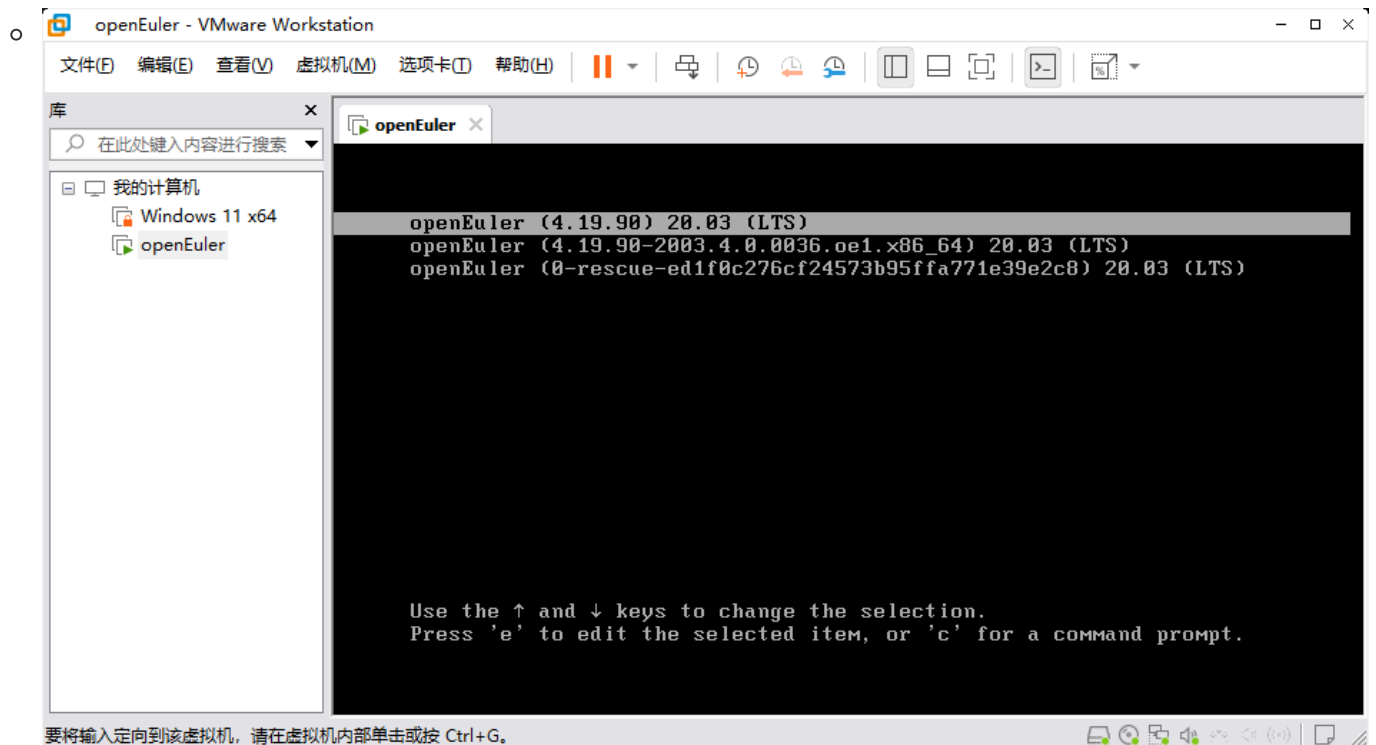 openEuler - VMware Workstation
文件(F) 编辑(E) 查看(V) 虚拟机(M) 选项卡(T) 帮助(H)
库
openEuler
在此处键入内容进行搜索
我的计算机
Windows 11 x64
openEuler
openEuler (4.19.90) 20.03 (LTS)
openEuler (4.19.90-2003.4.0.0036.oe1.x86_64) 20.03 (LTS)
openEuler (0-rescue-ed1f0c276cf24573b95ffa771e39e2c8) 20.03 (LTS)
Use the ↑ and ↓ keys to change the selection.
Press 'e' to edit the selected item, or 'c' for a command prompt.
要将输入定向到该虚拟机，请在虚拟机内部单击或按 Ctrl+G。